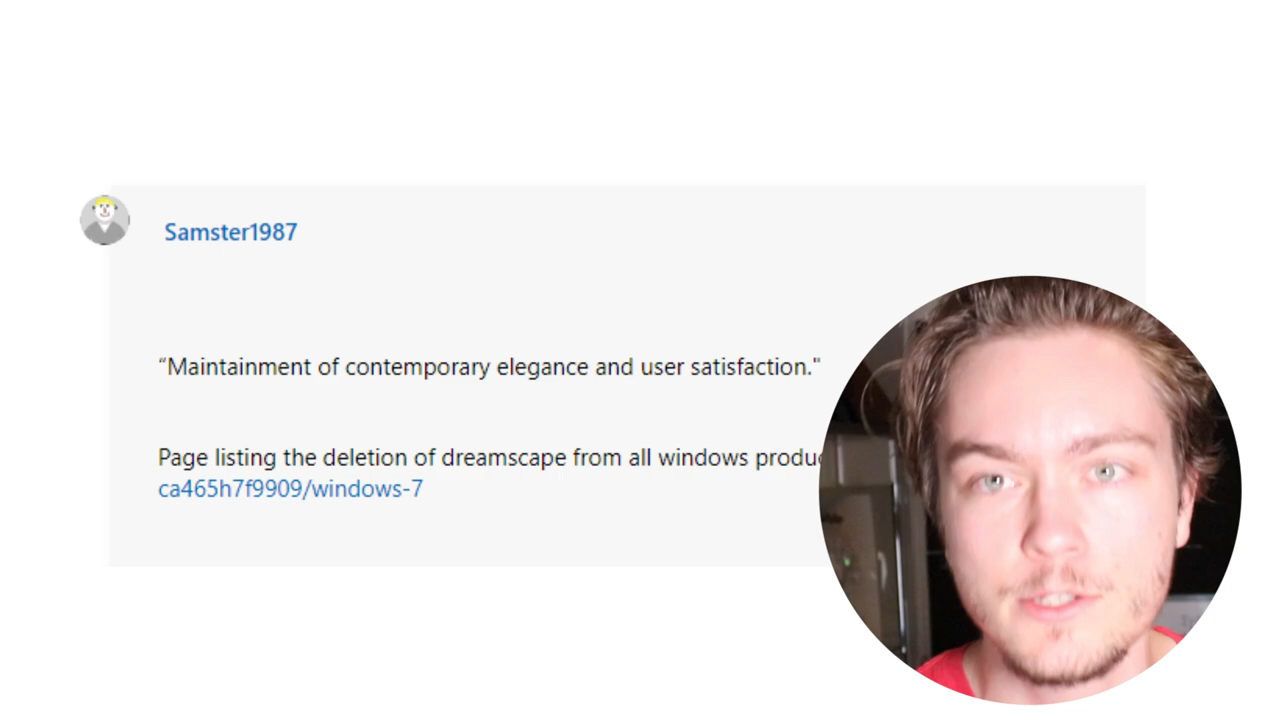 Samster1987
“Maintainment of contemporary elegance and user satisfaction."
Page listing the deletion of dreamscape from all windows
ca465h7f9909/windows-7